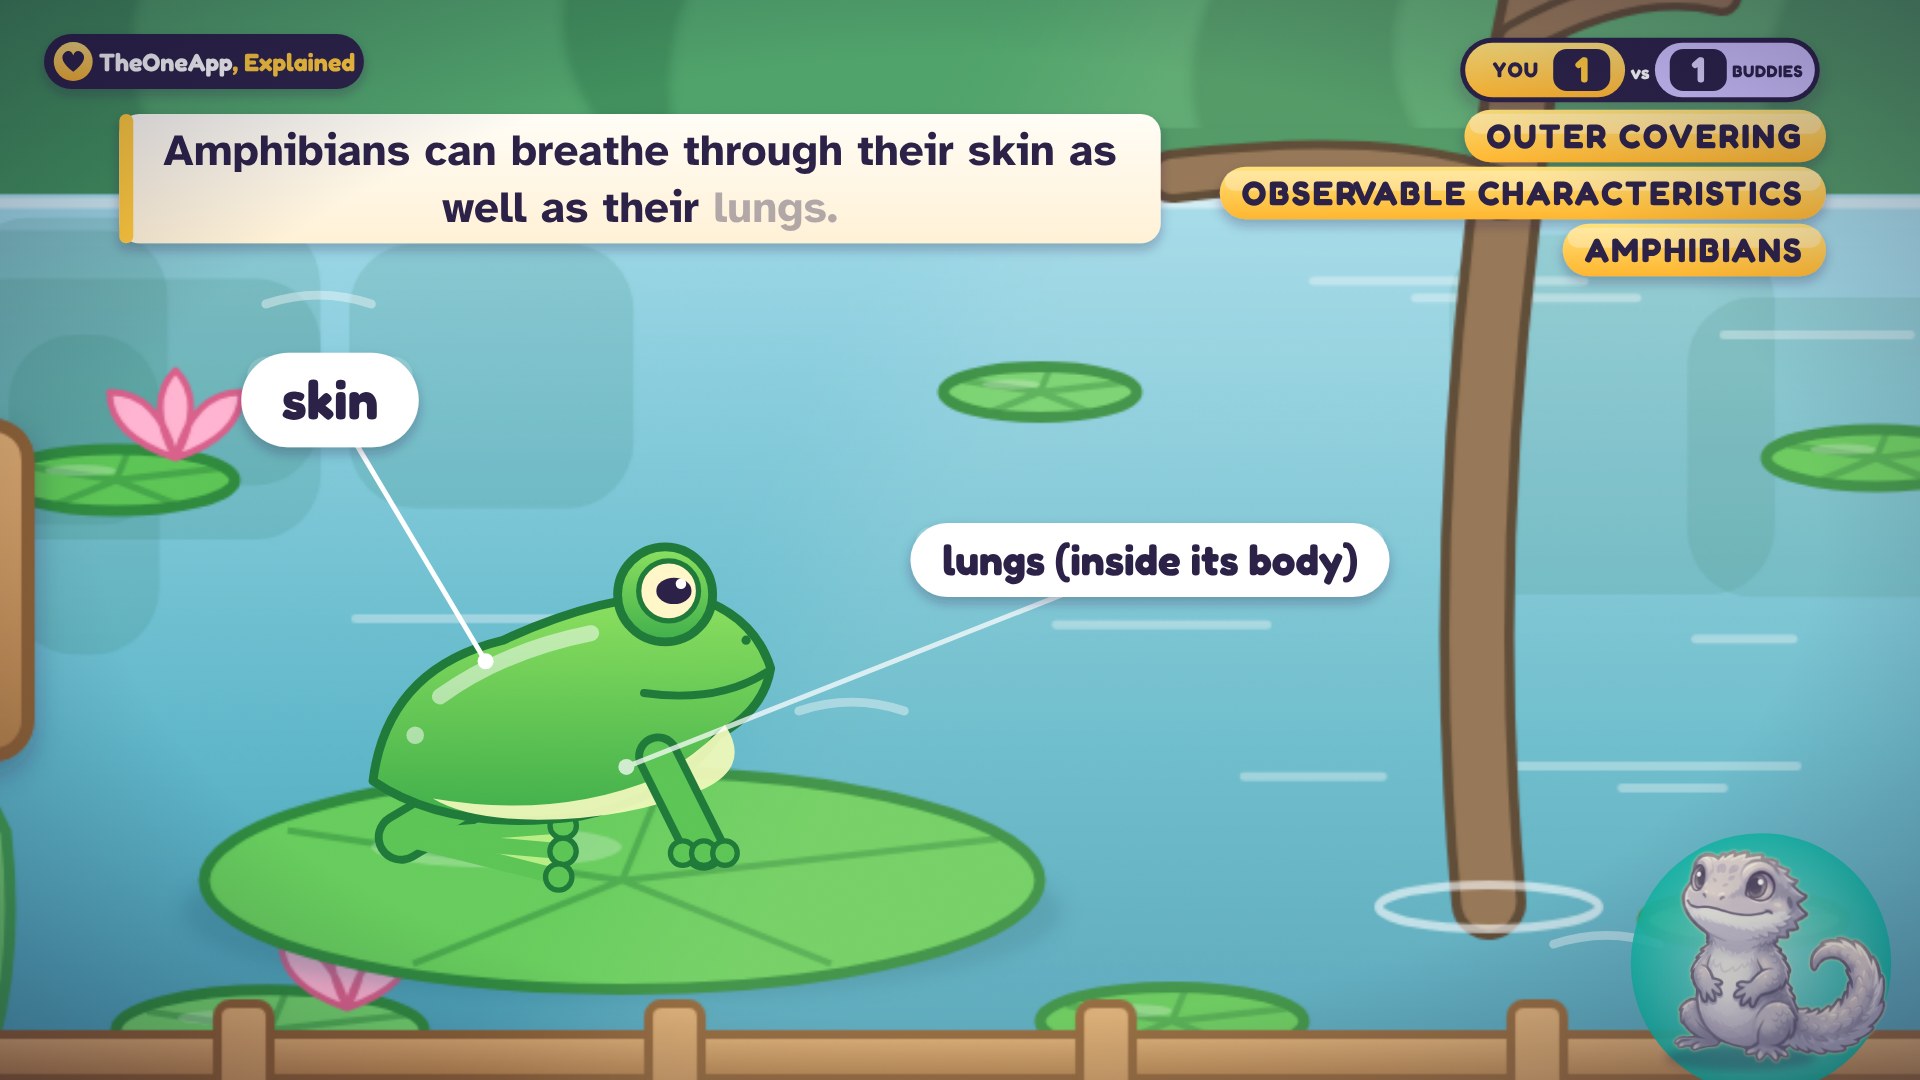 TheOneApp, Explained
YOU 1 vs 1 BUDDIES
Amphibians can breathe through their skin as
well as their lungs.
OUTER COVERING
OBSERVABLE CHARACTERISTICS
AMPHIBIANS
skin
lungs (inside its body)